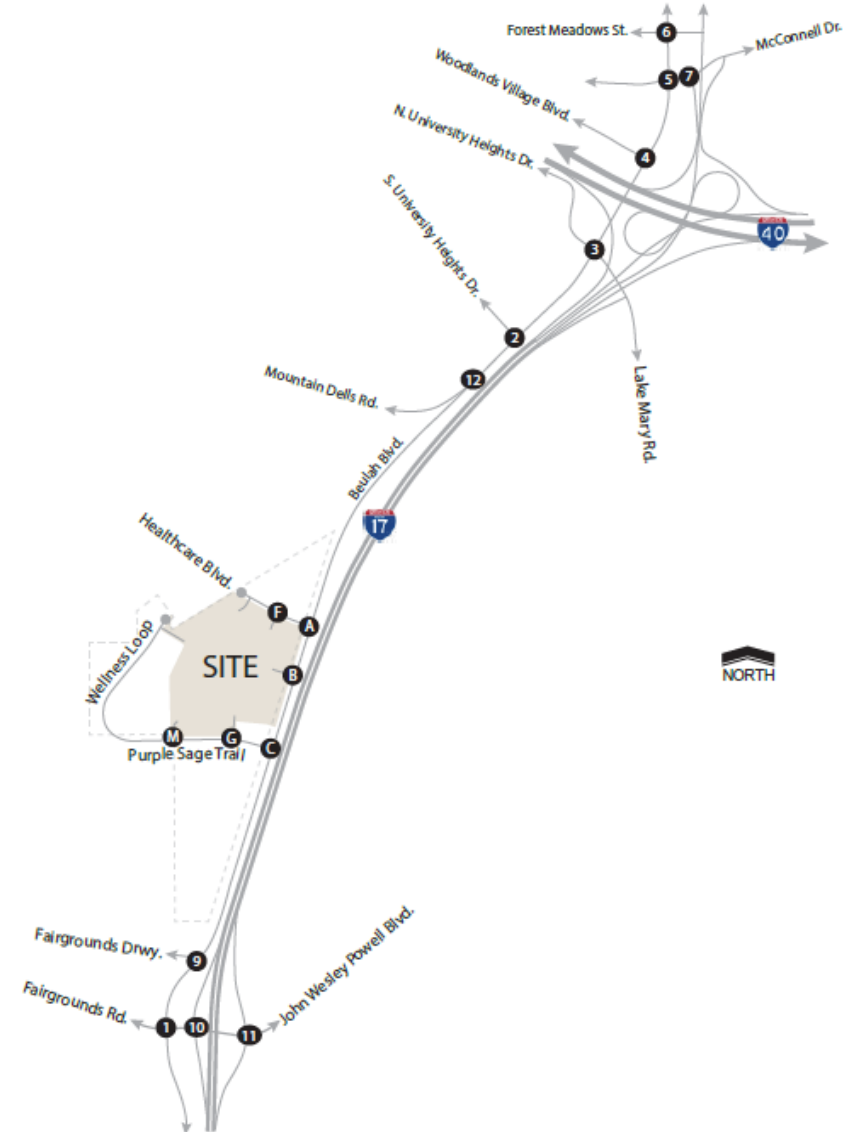 Forest Meadows St.
6
McConnell Dr.
Woodlands Village Blvd.
5
7
N. University Heights Dr.
4
S. University Heights Dr.
40
3
2
Mountain Dells Rd.
12
Lake Mary Rd.
Beulah Blvd.
17
Healthcare Blvd.
F
A
Wellness Loop
SITE
B
NORTH
M
G
C
Purple Sage Trail
Fairgrounds Drwy.
9
John Wesley Powell Blvd.
Fairgrounds Rd.
1
10
11